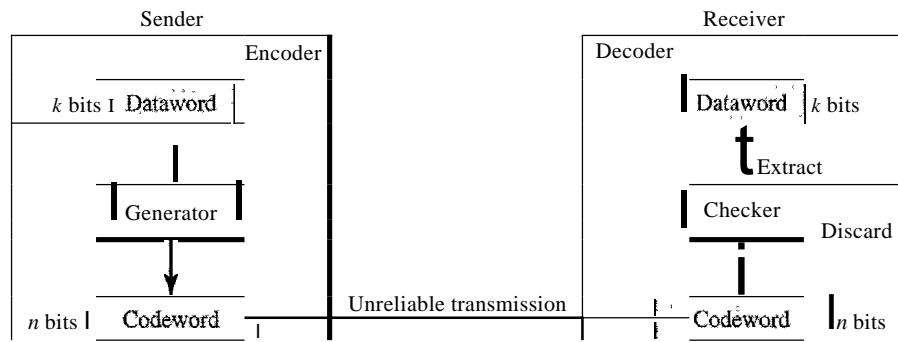 Sender
Receiver
Encoder
Decoder
k bits
Dataword
Dataword
k bits
Extract
Generator
Checker
Discard
Unreliable transmission
n bits
Codeword
Codeword
n bits